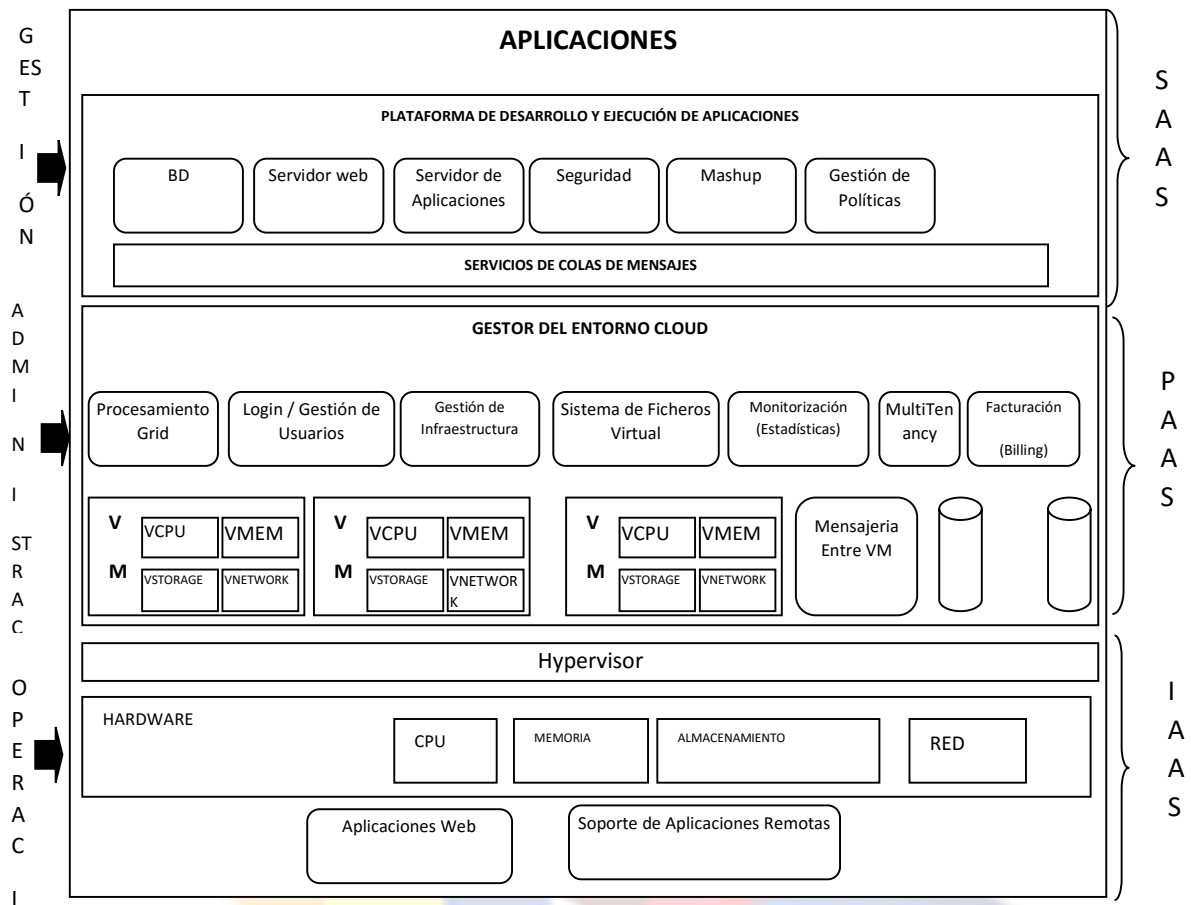 APLICACIONES
PLATAFORMA DE DESARROLLO Y EJECUCIÓN DE APLICACIONES
BD
Servidor web
Servidor de
Aplicaciones
Seguridad
Mashup
Gestión de
Políticas
SERVICIOS DE COLAS DE MENSAJES
GESTOR DEL ENTORNO CLOUD
Procesamiento
Grid
Login / Gestión de
Usuarios
Gestión de
Infraestructura
Sistema de Ficheros
Virtual
Monitorización
(Estadísticas)
MultiTen
ancy
Facturación
(Billing)
V
M
VCPU
VMEM
VSTORAGE
VNETWORK
V
M
VCPU
VMEM
VSTORAGE
VNETWOR
K
V
M
VCPU
VMEM
VSTORAGE
VNETWORK
Mensajeria
Entre VM
Hypervisor
HARDWARE
CPU
MEMORIA
ALMACENAMIENTO
RED
Aplicaciones Web
Soporte de Aplicaciones Remotas
G
ES
T
I
Ó
N
A
D
M
I
N
I
ST
R
A
C
O
P
E
R
A
C
I
S
A
A
S
P
A
A
S
I
A
A
S